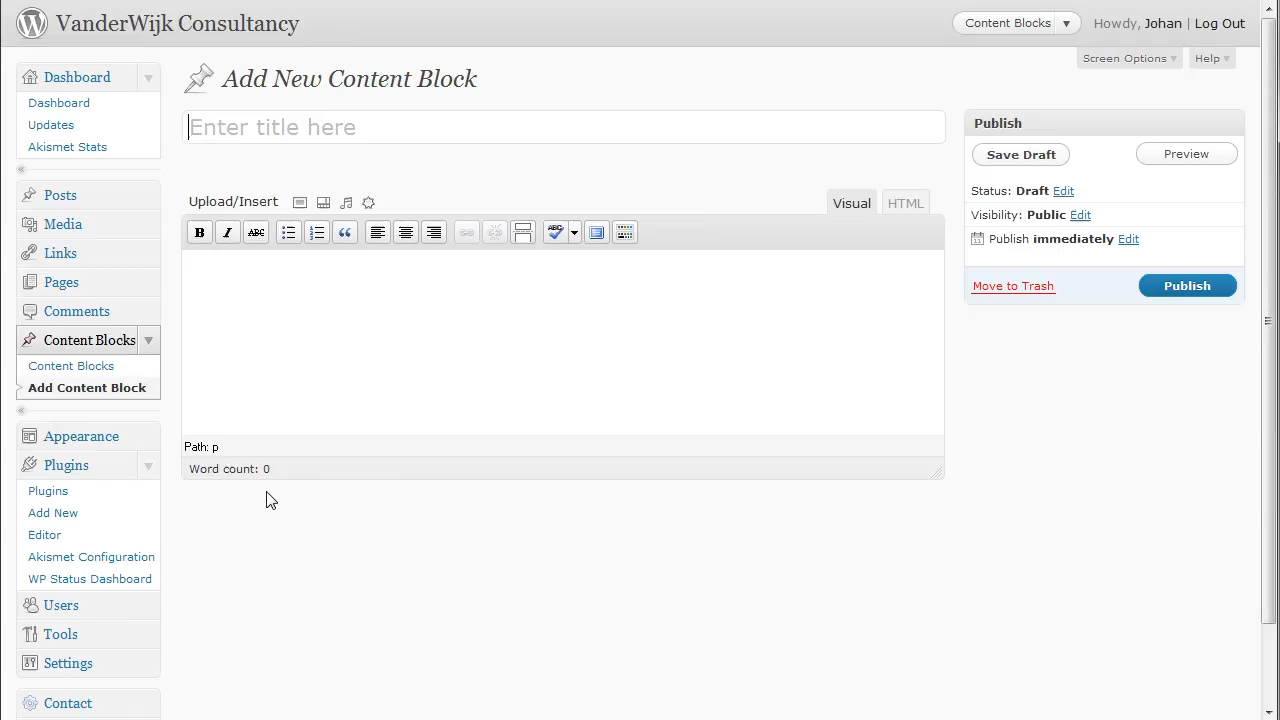 VanderWijk Consultancy
Content Blocks
Howdy, Johan | Log Out
Screen Options
Help
Dashboard
Dashboard
Updates
Akismet Stats
Posts
Media
Links
Pages
Comments
Content Blocks
Content Blocks
Add Content Block
Appearance
Plugins
Plugins
Add New
Editor
Akismet Configuration
WP Status Dashboard
Users
Tools
Settings
Contact
Add New Content Block
Enter title here
Upload/Insert
Visual
HTML
B I ABC
ABC
Path: p
Word count: 0
Publish
Save Draft
Preview
Status: Draft Edit
Visibility: Public Edit
Publish immediately Edit
Move to Trash
Publish